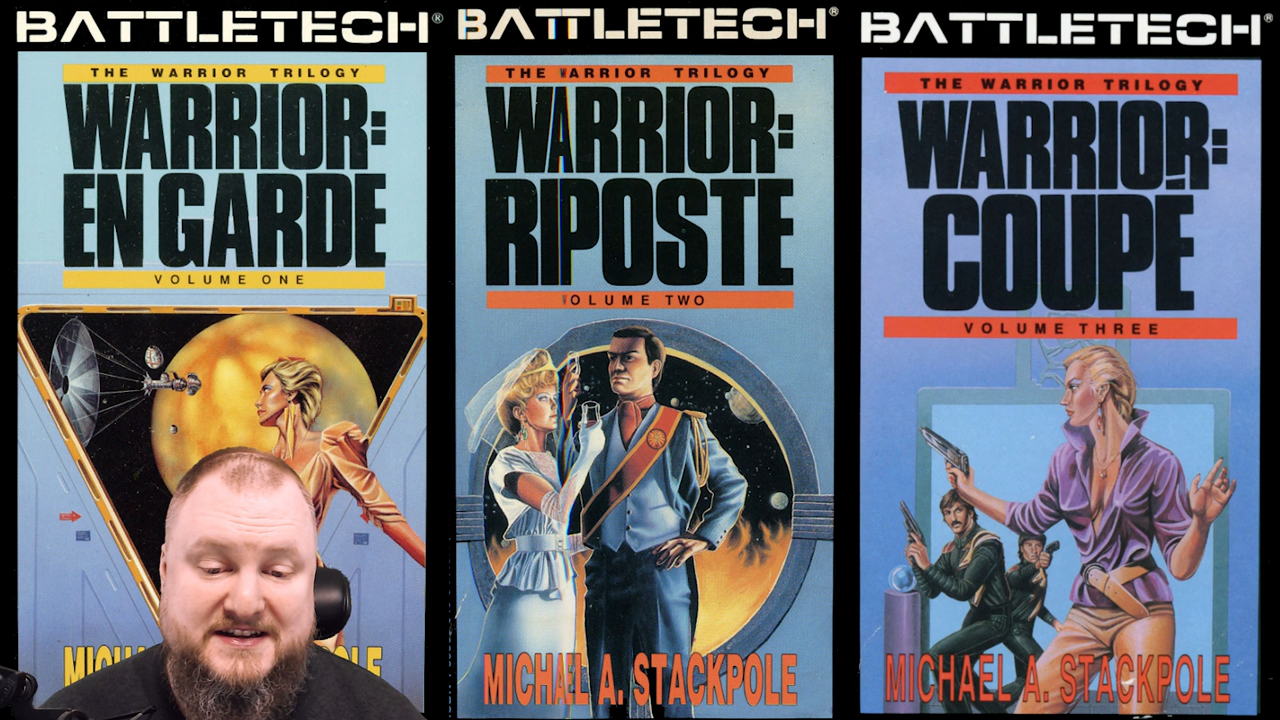 BATTLETECH®
THE WARRIOR TRILOGY
WARRIOR:
EN GARDE
VOLUME ONE
BATTLETECH®
THE WARRIOR TRILOGY
WARRIOR:
RIPOSTE
VOLUME TWO
MICHAEL A. STACKPOLE
BATTLETECH®
THE WARRIOR TRILOGY
WARRIOR:
COUPÉ
VOLUME THREE
MICHAEL A. STACKPOLE